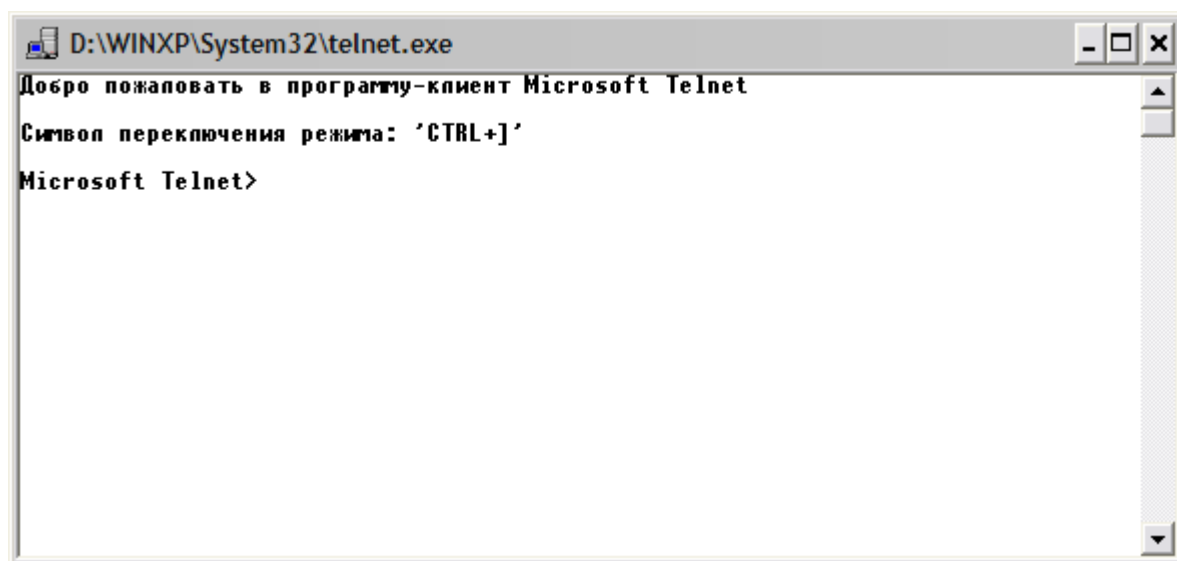 D:\WINXP\System32\telnet.exe
Добро пожаловать в программу-клиент Microsoft Telnet
Символ переключения режима: 'CTRL+]'
Microsoft Telnet>